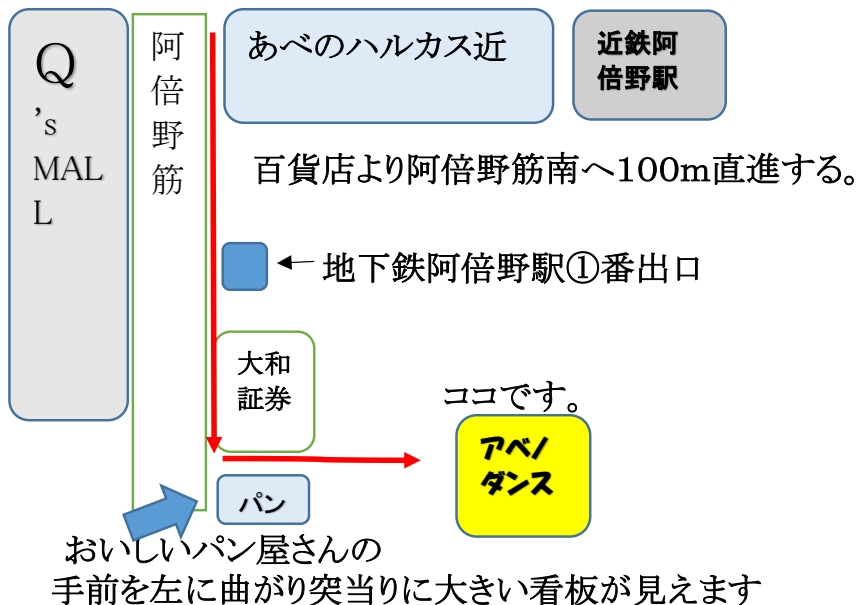 Q
's
MAL
L
阿倍野筋
あべのハルカス近
近鉄阿
倍野駅
百貨店より阿倍野筋南へ100m直進する。
地下鉄阿倍野駅①番出口
大和
証券
ココです。
アベノ
ダンス
パン
おいしいパン屋さんの
手前を左に曲がり突当りに大きい看板が見えます